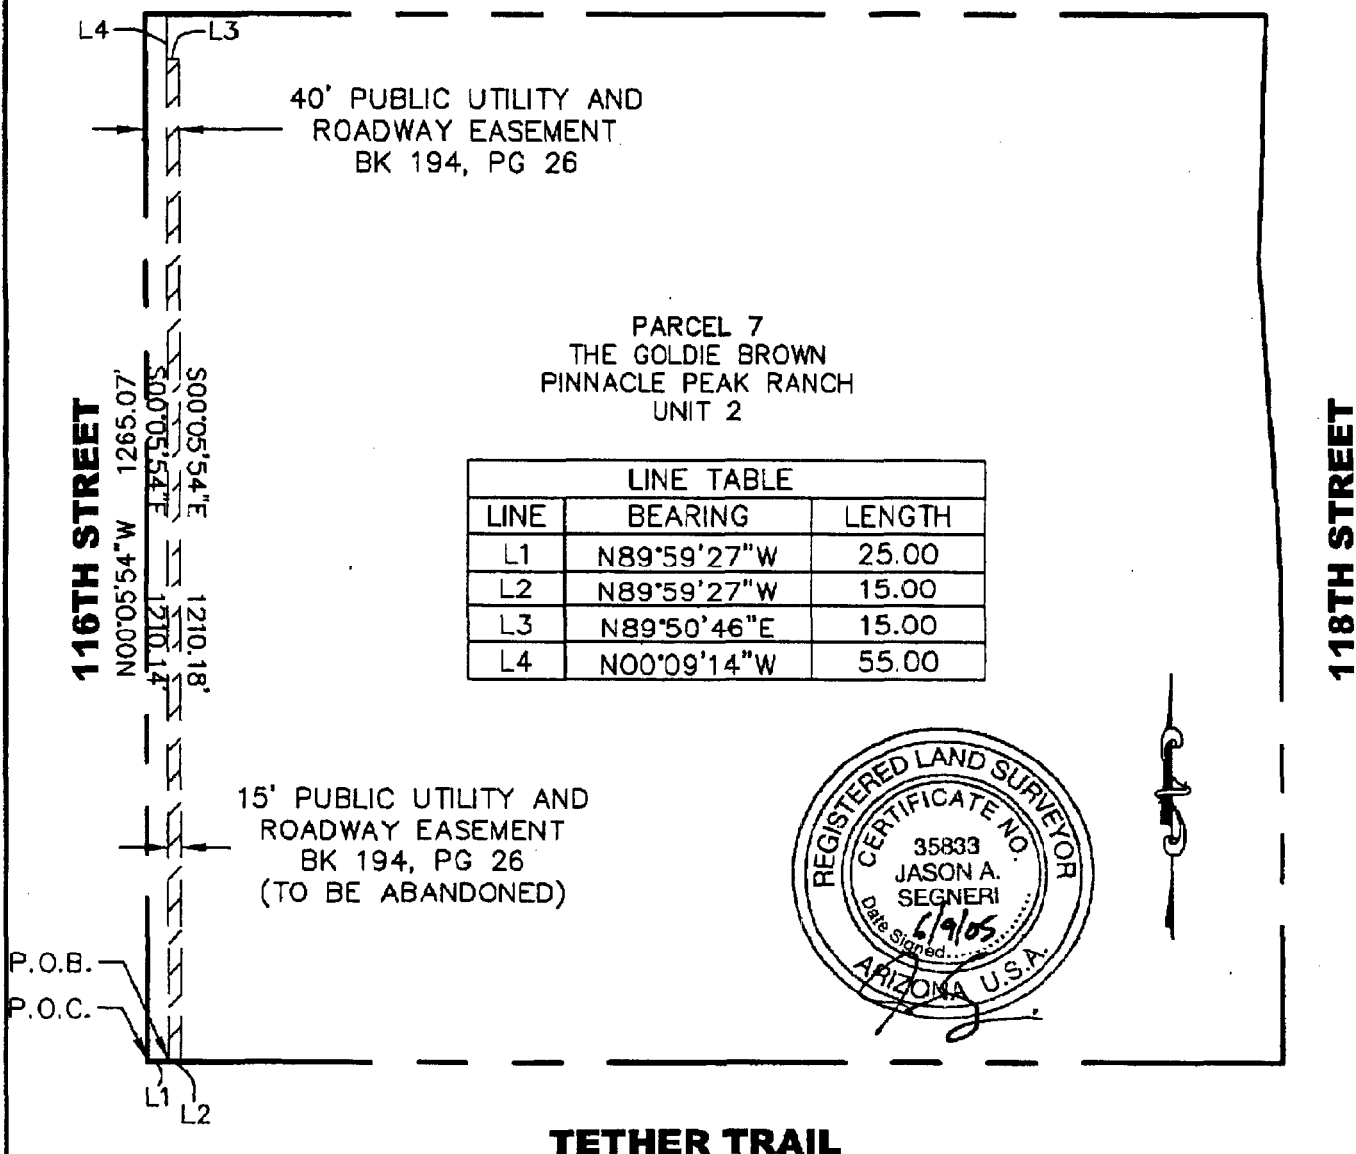 L4
L3
40' PUBLIC UTILITY AND
ROADWAY EASEMENT
BK 194, PG 26
PARCEL 7
THE GOLDIE BROWN
PINNACLE PEAK RANCH
UNIT 2
116TH STREET
N00°05'54"W 1265.07'
S00°05'54"E 1210.14'
S00°05'54"E 1210.18'
LINE TABLE
LINE BEARING LENGTH
L1 N89°59'27"W 25.00
L2 N89°59'27"W 15.00
L3 N89°50'46"E 15.00
L4 N00°09'14"W 55.00
118TH STREET
15' PUBLIC UTILITY AND
ROADWAY EASEMENT
BK 194, PG 26
(TO BE ABANDONED)
REGISTERED LAND SURVEYOR
CERTIFICATE NO.
35833
JASON A.
SEGNERI
6/9/05
Date Signed
ARIZONA U.S.A.
P.O.B.
P.O.C.
L1
L2
TETHER TRAIL